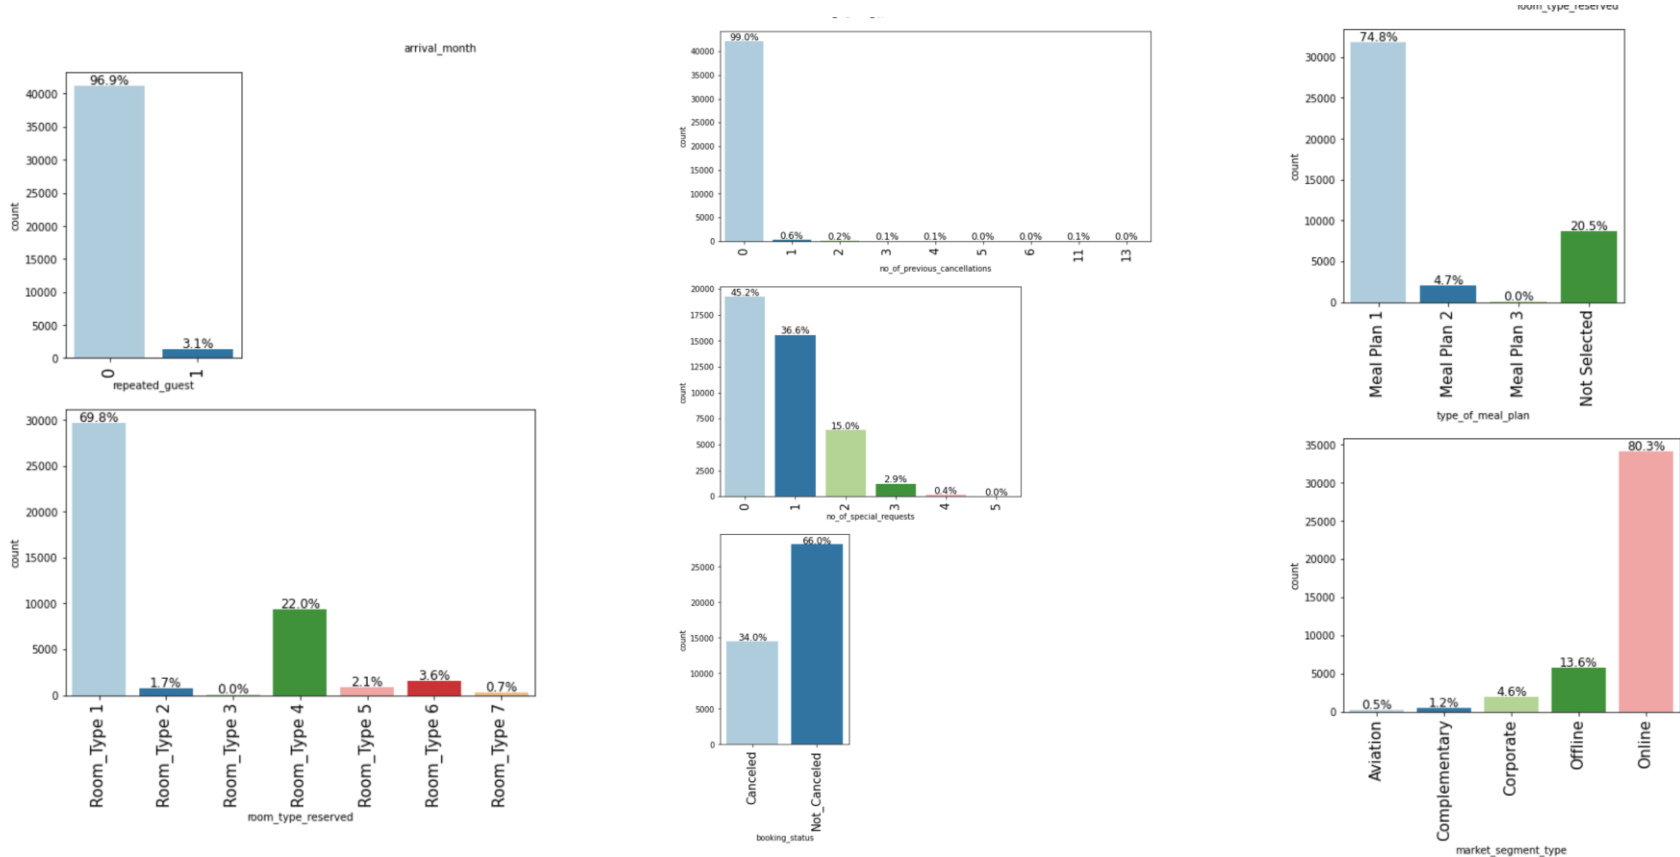 arrival_month
96.9%
40000
35000
30000
25000
20000
15000
10000
5000
0
3.1%
count
0 1
repeated_guest
69.8%
30000
25000
20000
15000
10000
5000
0
1.7%
0.0%
22.0%
2.1%
3.6%
0.7%
count
Room_Type 1
Room_Type 2
Room_Type 3
Room_Type 4
Room_Type 5
Room_Type 6
Room_Type 7
room_type_reserved
99.0%
40000
35000
30000
25000
20000
15000
10000
5000
0
0.6% 0.2% 0.1% 0.1% 0.0% 0.0% 0.1% 0.0%
count
0 1 2 3 4 5 6 11 13
no_of_previous_cancellations
20000
17500
15000
12500
10000
7500
5000
2500
0
45.2%
36.6%
15.0%
2.9%
0.4%
0.0%
count
0 1 2 3 4 5
no_of_special_requests
66.0%
34.0%
25000
20000
15000
10000
5000
0
count
Canceled
Not_Canceled
booking_status
room_type_reserved
74.8%
30000
25000
20000
15000
10000
5000
0
4.7%
0.0%
20.5%
count
Meal Plan 1
Meal Plan 2
Meal Plan 3
Not Selected
type_of_meal_plan
35000
30000
25000
20000
15000
10000
5000
0
0.5%
1.2%
4.6%
13.6%
80.3%
count
Aviation
Complementary
Corporate
Offline
Online
market_segment_type